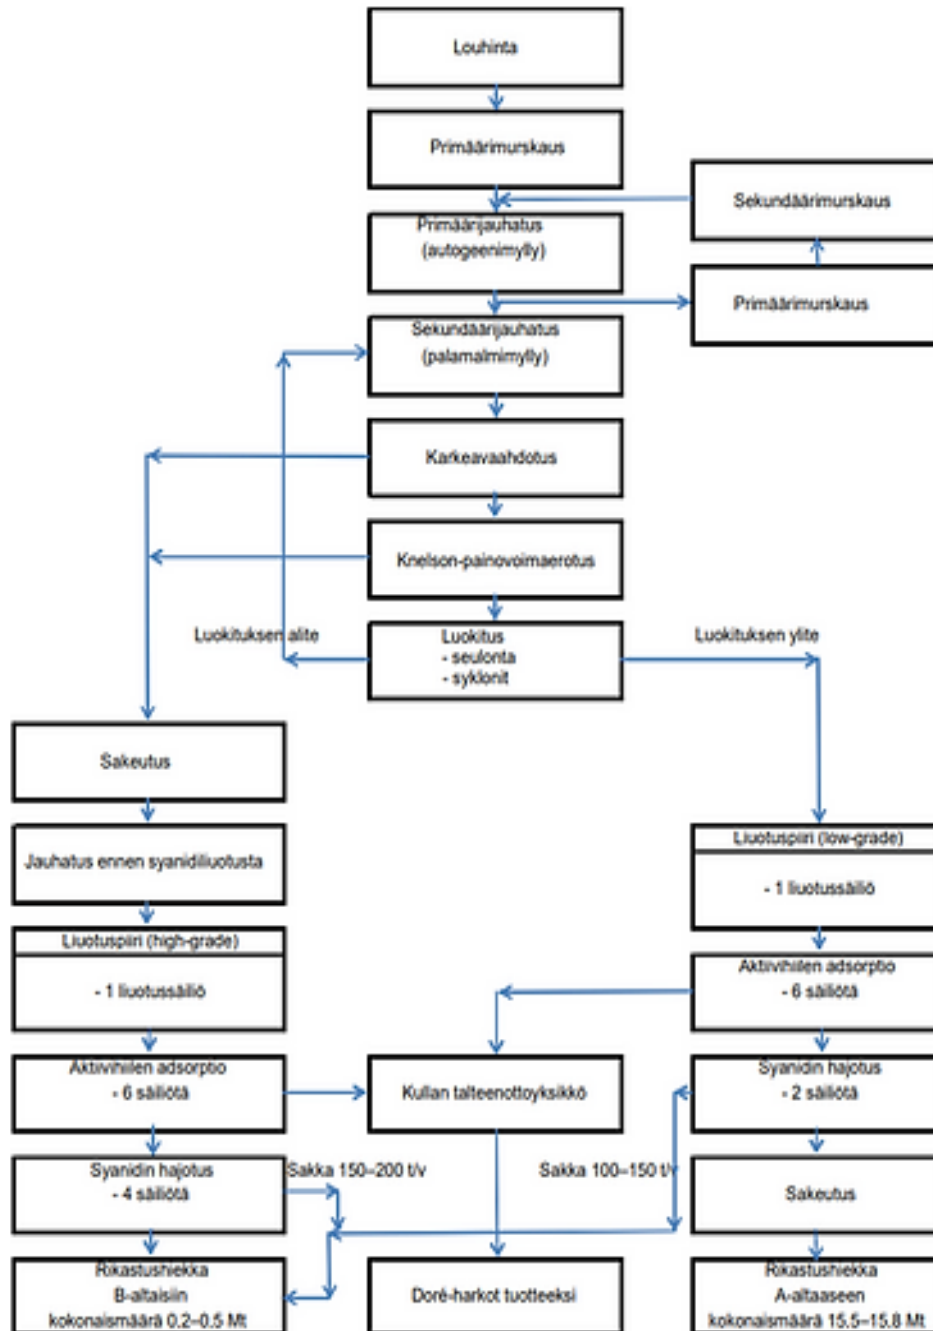 Louhinta
Primäärimurskaus
Sekundäärimurskaus
Primäärijauhatus
(autogeenimylly)
Primäärimurskaus
Sekundäärijauhatus
(palamalmimylly)
Karkeavaahdotus
Knelson-painovoimaerotus
Luokituksen alite
Luokitus
- seulonta
- syklonit
Luokituksen ylite
Sakeutus
Jauhatus ennen syanidiliuotusta
Liuotuspiiri (low-grade)
- 1 liuotussäiliö
Liuotuspiiri (high-grade)
- 1 liuotussäiliö
Aktiivihiilen adsorptio
- 6 säiliötä
Aktiivihiilen adsorptio
- 6 säiliötä
Kullan talteenottoyksikkö
Syanidin hajotus
- 2 säiliötä
Syanidin hajotus
- 4 säiliötä
Sakka 150–200 t/v
Sakka 100–150 t/v
Sakeutus
Rikastushiekka
B-altaisiin
kokonaismäärä 0,2–0,5 Mt
Doré-harkot tuotteeksi
Rikastushiekka
A-altaaseen
kokonaismäärä 15,5–15,8 Mt